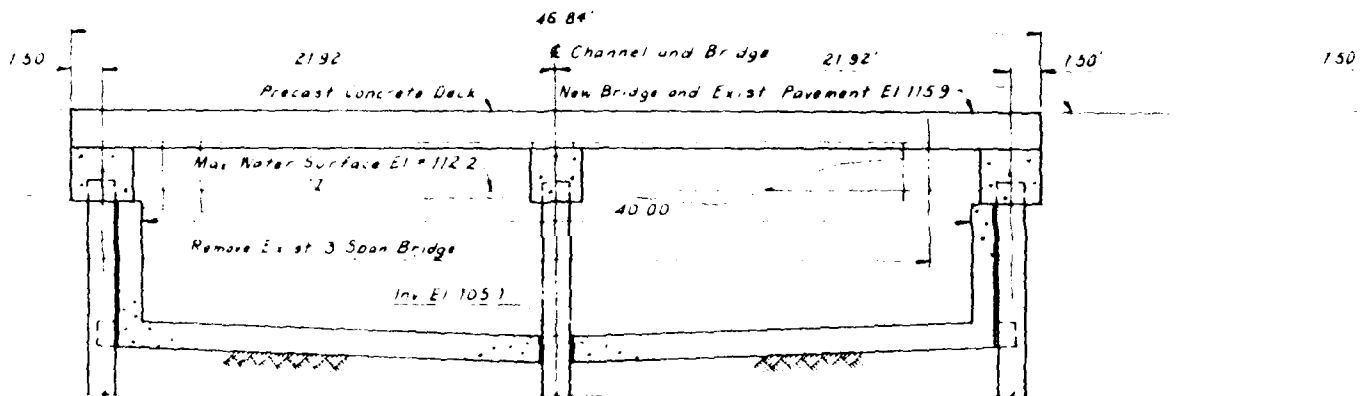 46.84'
1.50 21.92 ℄ Channel and Bridge 21.92' 1.50' 1.50
Precast Concrete Deck New Bridge and Exist Pavement El 115.9
Max Water Surface El = 112.2
40.00
Remove Exist 3 Span Bridge
Inv. El 105.1